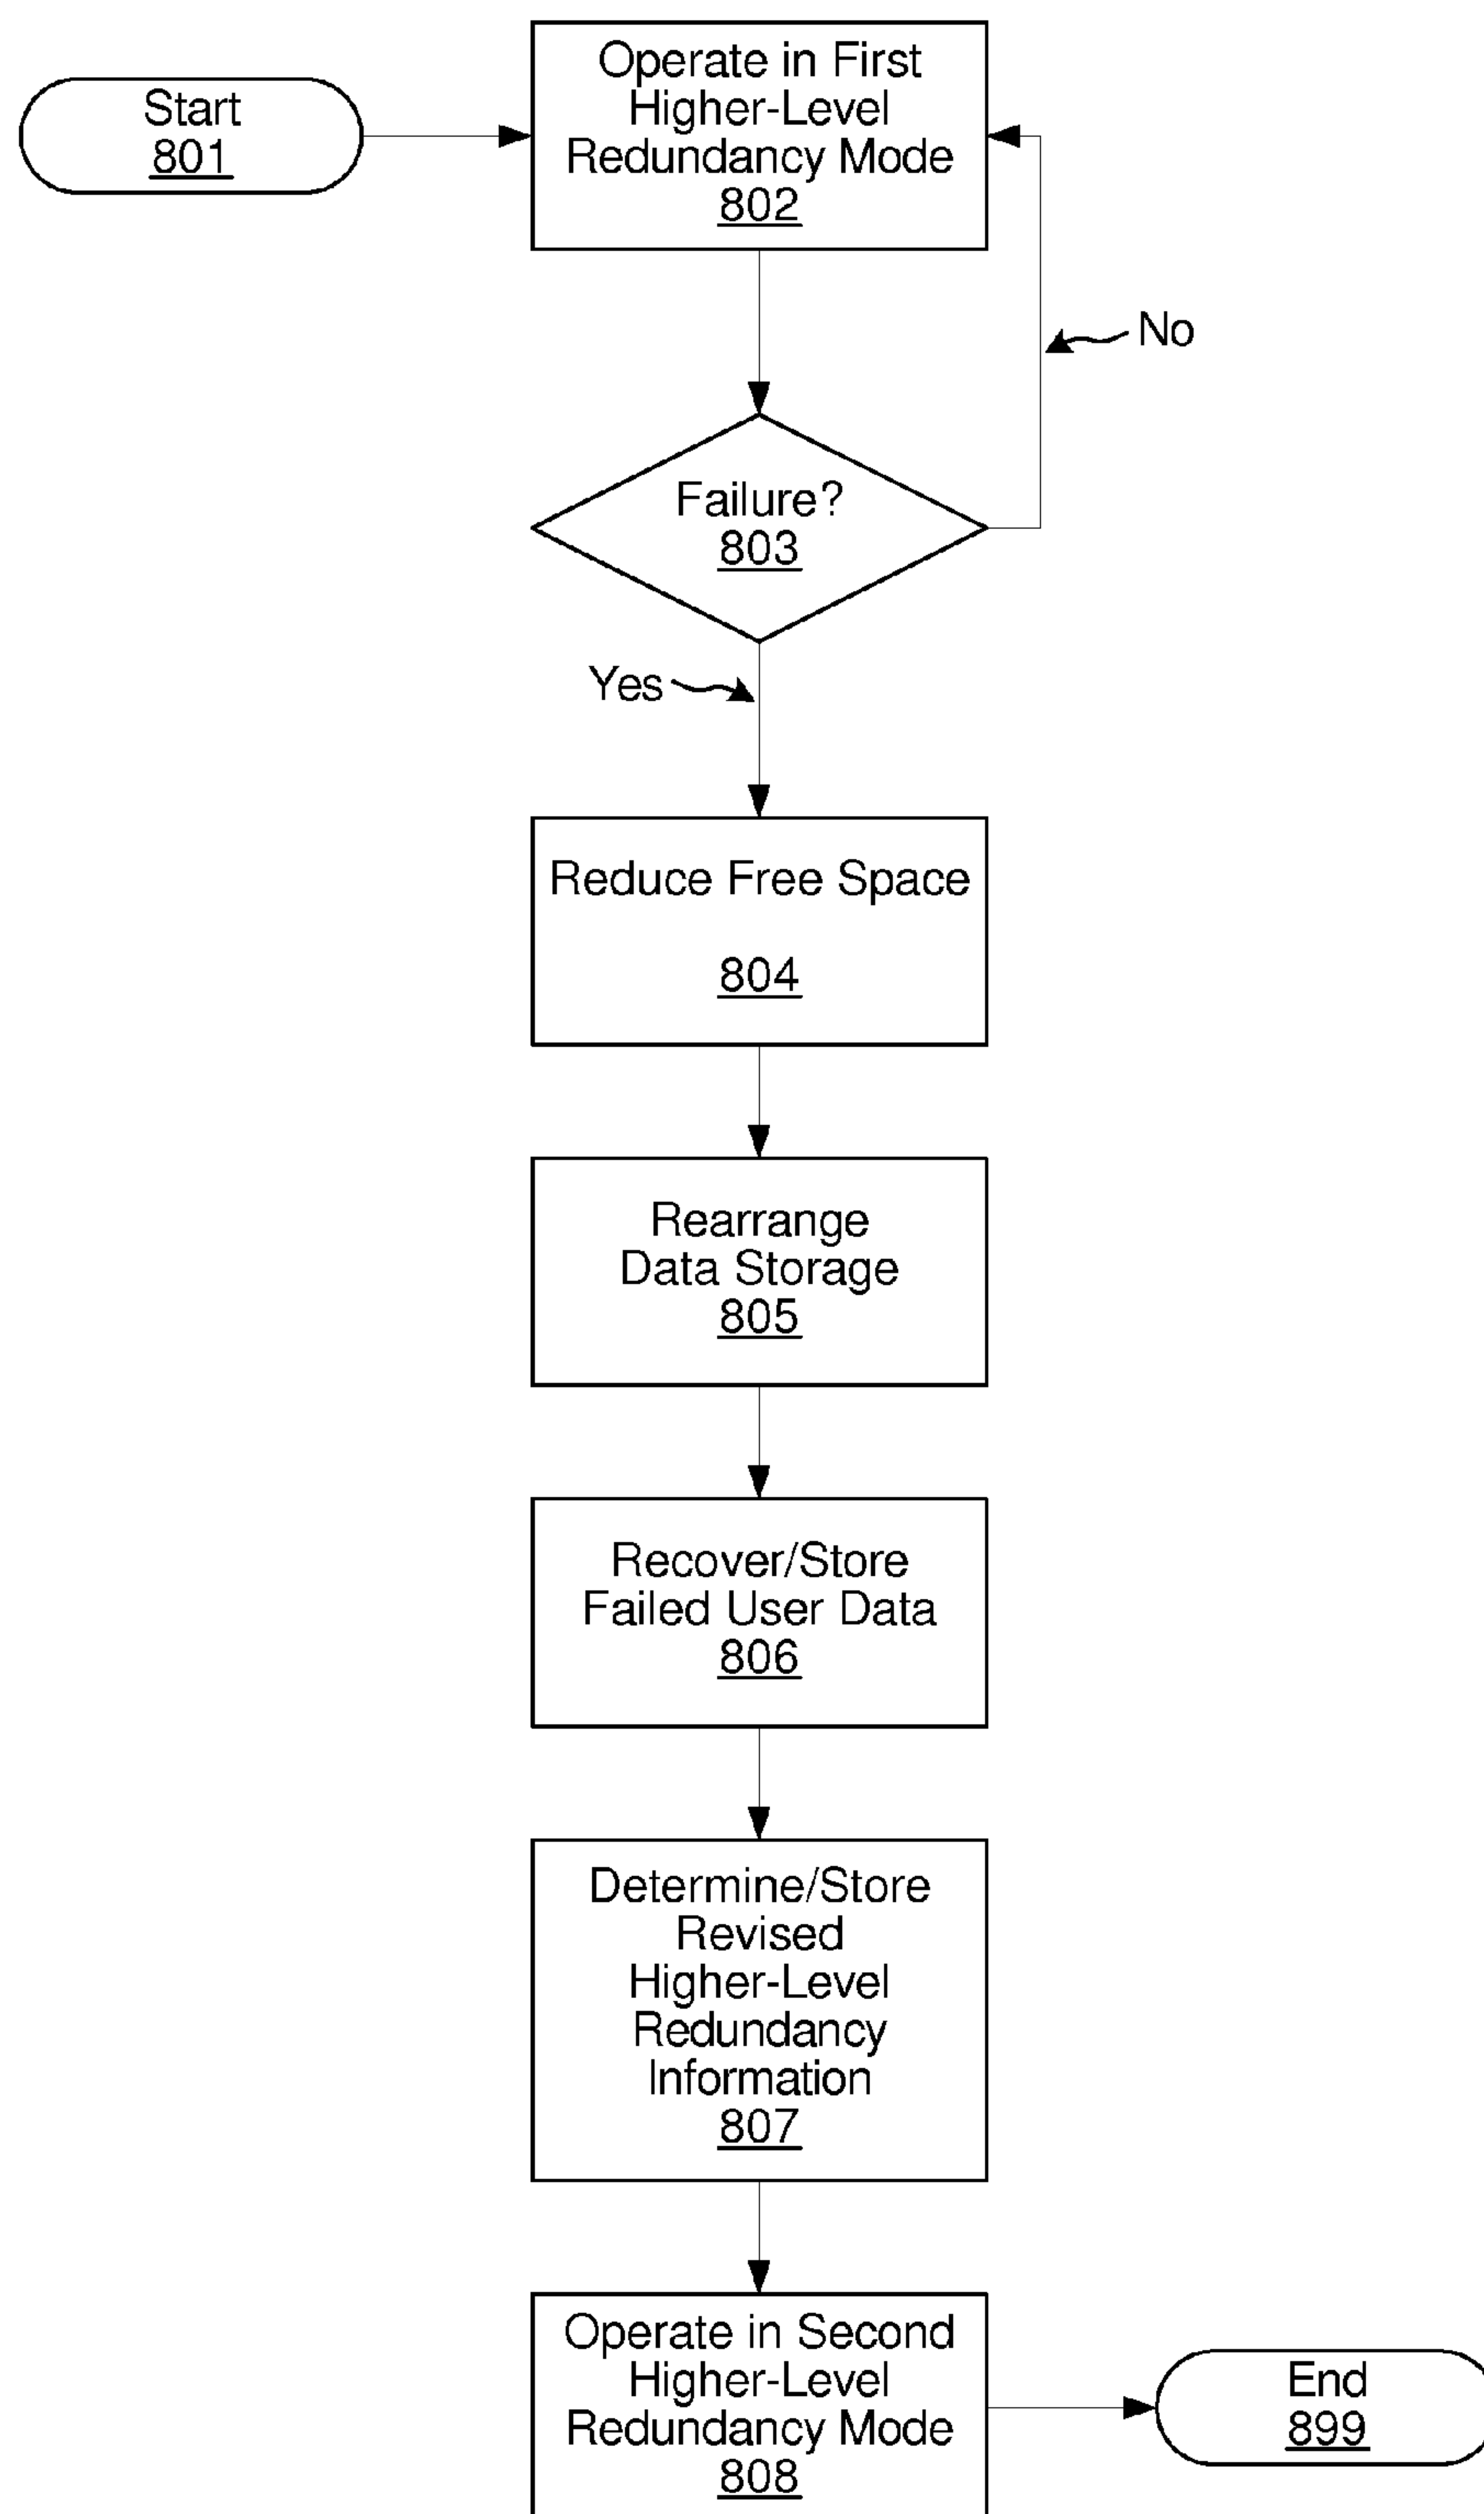 Start
801
Operate in First
Higher-Level
Redundancy Mode
802
No
Failure?
803
Yes
Reduce Free Space
804
Rearrange
Data Storage
805
Recover/Store
Failed User Data
806
Determine/Store
Revised
Higher-Level
Redundancy
Information
807
Operate in Second
Higher-Level
Redundancy Mode
808
End
899